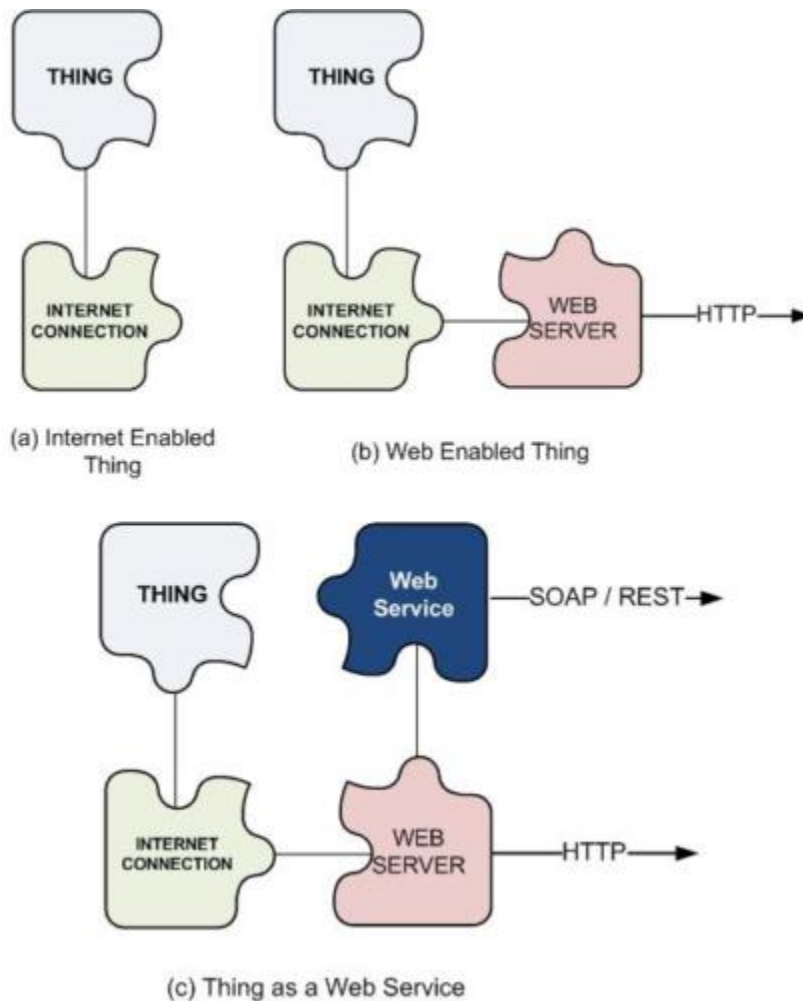 THING
THING
INTERNET
CONNECTION
INTERNET
CONNECTION
WEB
SERVER
HTTP
(a) Internet Enabled
Thing
(b) Web Enabled Thing
THING
Web
Service
SOAP / REST
INTERNET
CONNECTION
WEB
SERVER
HTTP
(c) Thing as a Web Service